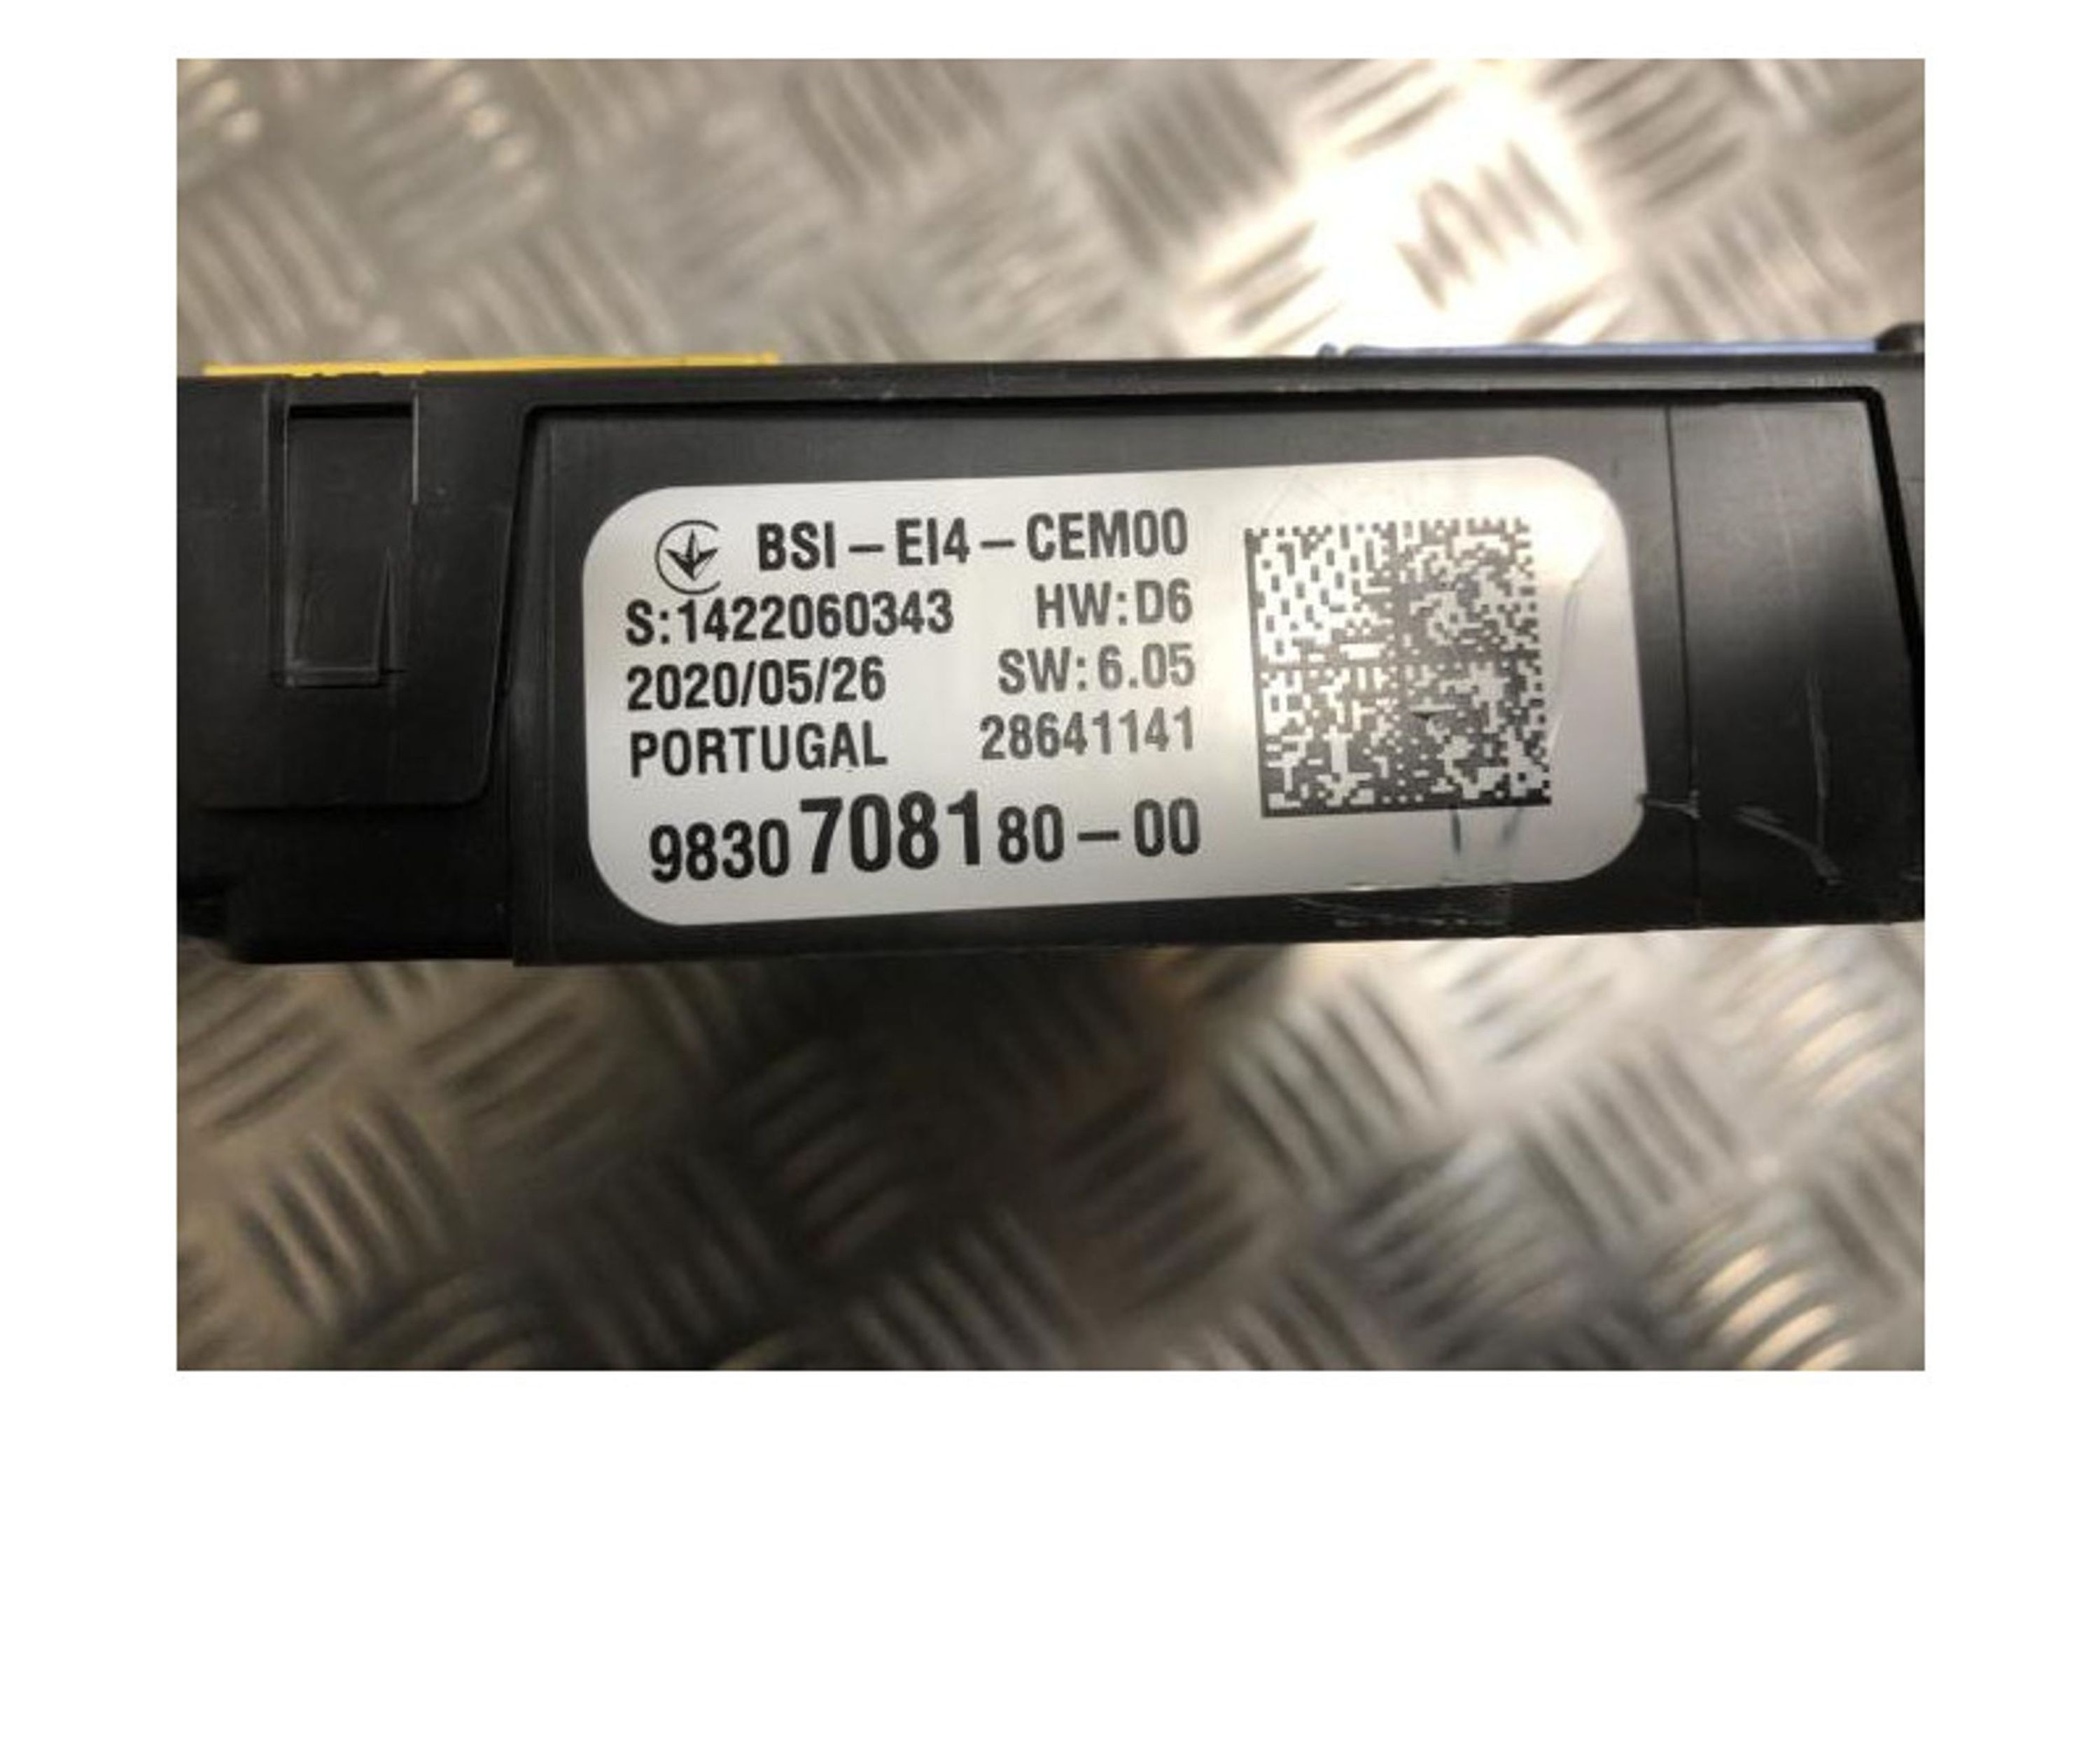 BSI-EI4-CEM00
S:1422060343 HW:D6
2020/05/26 SW:6.05
PORTUGAL 28641141
9830708180-00